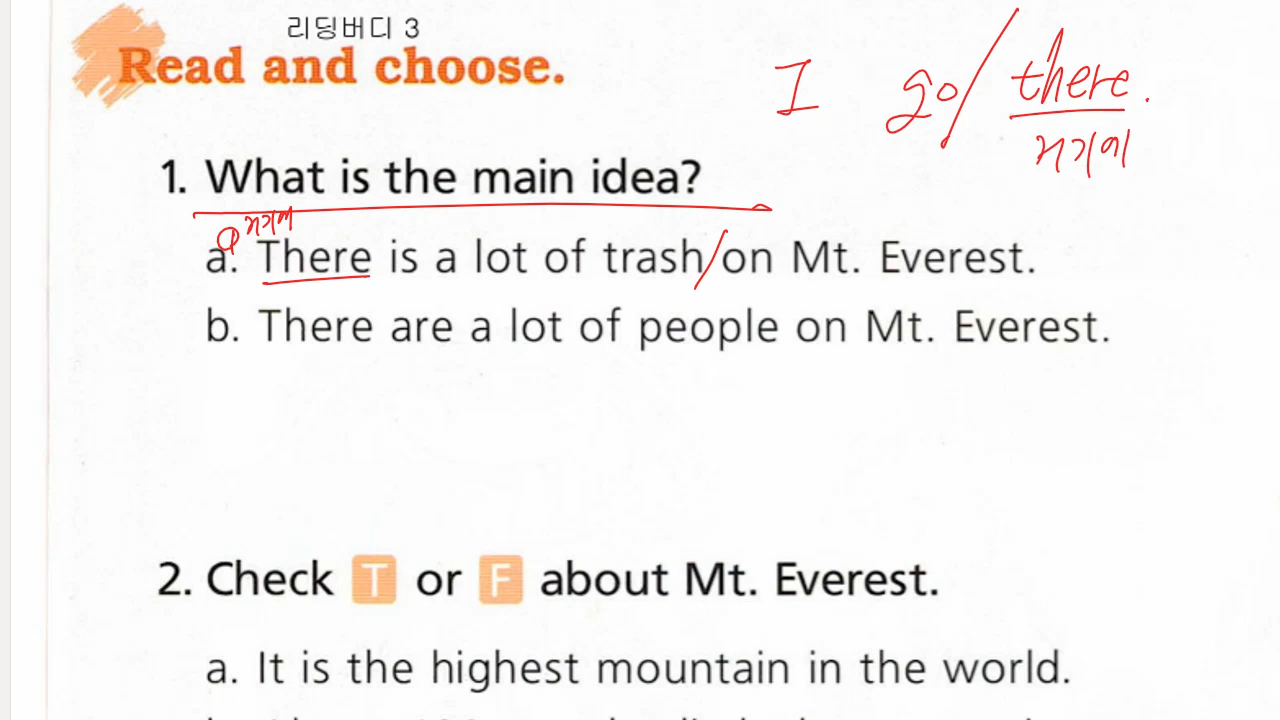 리딩버디 3
Read and choose.
I go / there.
저기에
1. What is the main idea?
저기에
a. There is a lot of trash / on Mt. Everest.
b. There are a lot of people on Mt. Everest.
2. Check T or F about Mt. Everest.
a. It is the highest mountain in the world.